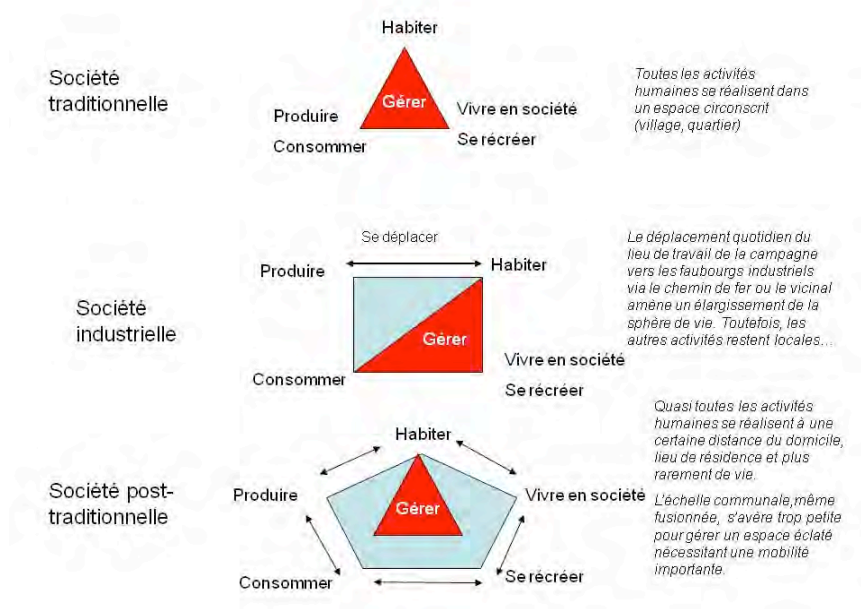 Société
traditionnelle
Habiter
Gérer
Produire
Consommer
Vivre en société
Se récréer
Toutes les activités
humaines se réalisent dans
un espace circonscrit
(village, quartier)
Société
industrielle
Se déplacer
Produire
Habiter
Gérer
Consommer
Vivre en société
Se récréer
Le déplacement quotidien du
lieu de travail de la campagne
vers les faubourgs industriels
via le chemin de fer ou le vicinal
amène un élargissement de la
sphère de vie. Toutefois, les
autres activités restent locales…
Société post-
traditionnelle
Habiter
Produire
Gérer
Vivre en société
Consommer
Se récréer
Quasi toutes les activités
humaines se réalisent à une
certaine distance du domicile,
lieu de résidence et plus
rarement de vie.
L'échelle communale,même
fusionnée, s'avère trop petite
pour gérer un espace éclaté
nécessitant une mobilité
importante.